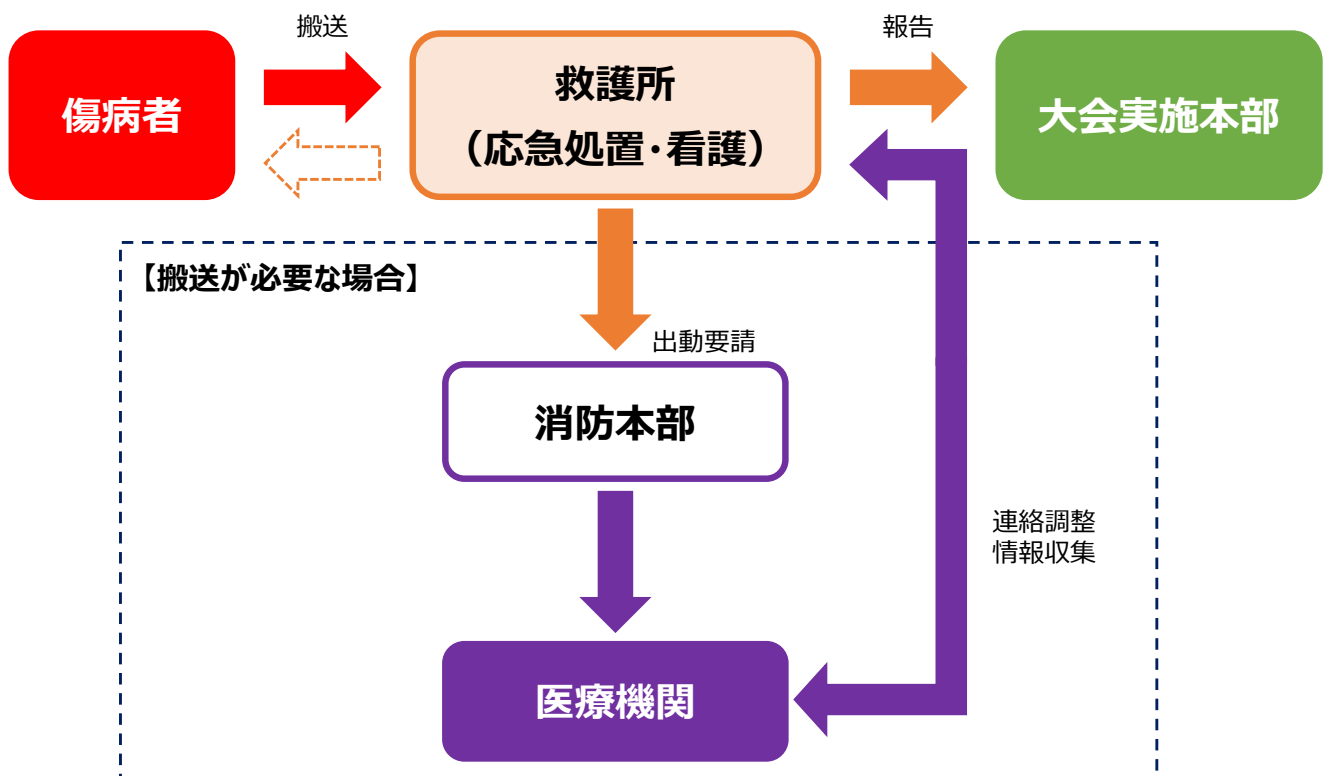 搬送
報告
傷病者
救護所
（応急処置・看護）
大会実施本部
【搬送が必要な場合】
出動要請
消防本部
連絡調整
情報収集
医療機関